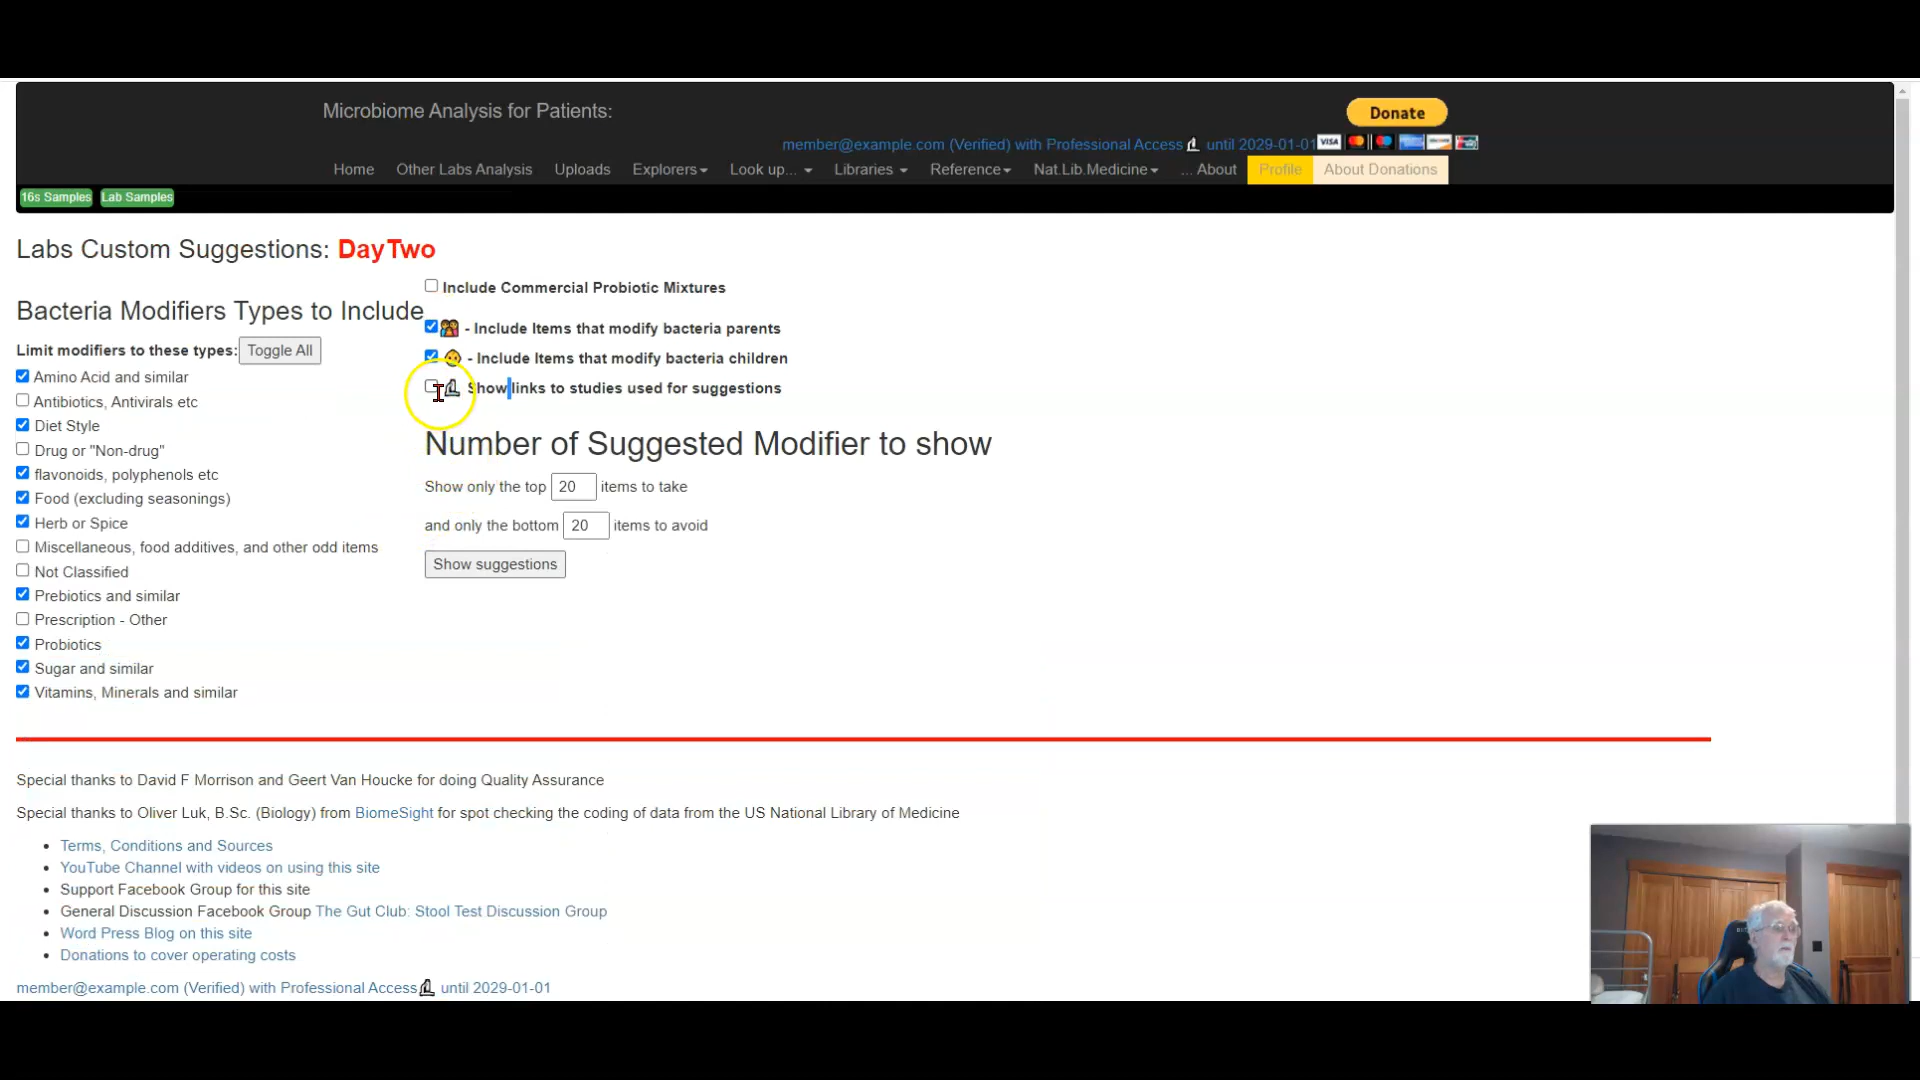 Microbiome Analysis for Patients:
Donate
member@example.com (Verified) with Professional Access until 2029-01-01 VISA
Home Other Labs Analysis Uploads Explorers Look up... Libraries Reference Nat.Lib.Medicine ... About Profile About Donations
16s Samples Lab Samples
Labs Custom Suggestions: DayTwo
Include Commercial Probiotic Mixtures
Bacteria Modifiers Types to Include
- Include Items that modify bacteria parents
Limit modifiers to these types: Toggle All
- Include Items that modify bacteria children
Amino Acid and similar
Show links to studies used for suggestions
Antibiotics, Antivirals etc
Diet Style
Number of Suggested Modifier to show
Drug or "Non-drug"
flavonoids, polyphenols etc
Show only the top 20 items to take
Food (excluding seasonings)
Herb or Spice
and only the bottom 20 items to avoid
Miscellaneous, food additives, and other odd items
Show suggestions
Not Classified
Prebiotics and similar
Prescription - Other
Probiotics
Sugar and similar
Vitamins, Minerals and similar
Special thanks to David F Morrison and Geert Van Houcke for doing Quality Assurance
Special thanks to Oliver Luk, B.Sc. (Biology) from BiomeSight for spot checking the coding of data from the US National Library of Medicine
Terms, Conditions and Sources
YouTube Channel with videos on using this site
Support Facebook Group for this site
General Discussion Facebook Group The Gut Club: Stool Test Discussion Group
Word Press Blog on this site
Donations to cover operating costs
member@example.com (Verified) with Professional Access until 2029-01-01